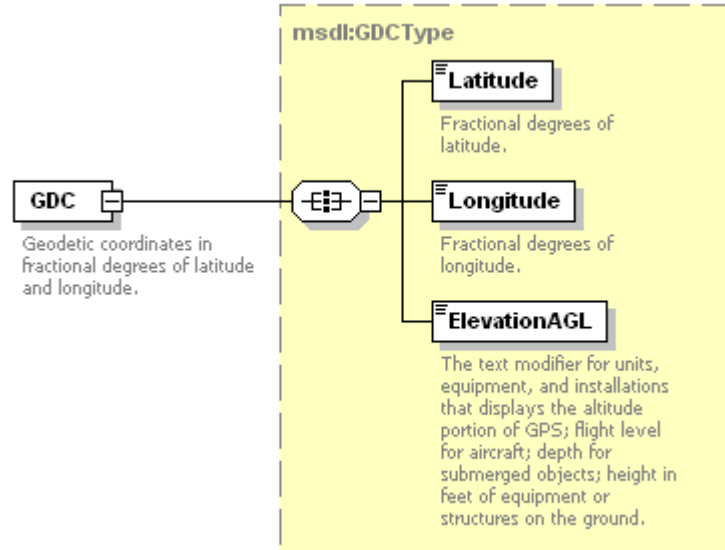 msdl:GDCType
Latitude
Fractional degrees of
latitude.
GDC
Geodetic coordinates in
fractional degrees of latitude
and longitude.
Longitude
Fractional degrees of
longitude.
ElevationAGL
The text modifier for units,
equipment, and installations
that displays the altitude
portion of GPS; flight level
for aircraft; depth for
submerged objects; height in
feet of equipment or
structures on the ground.